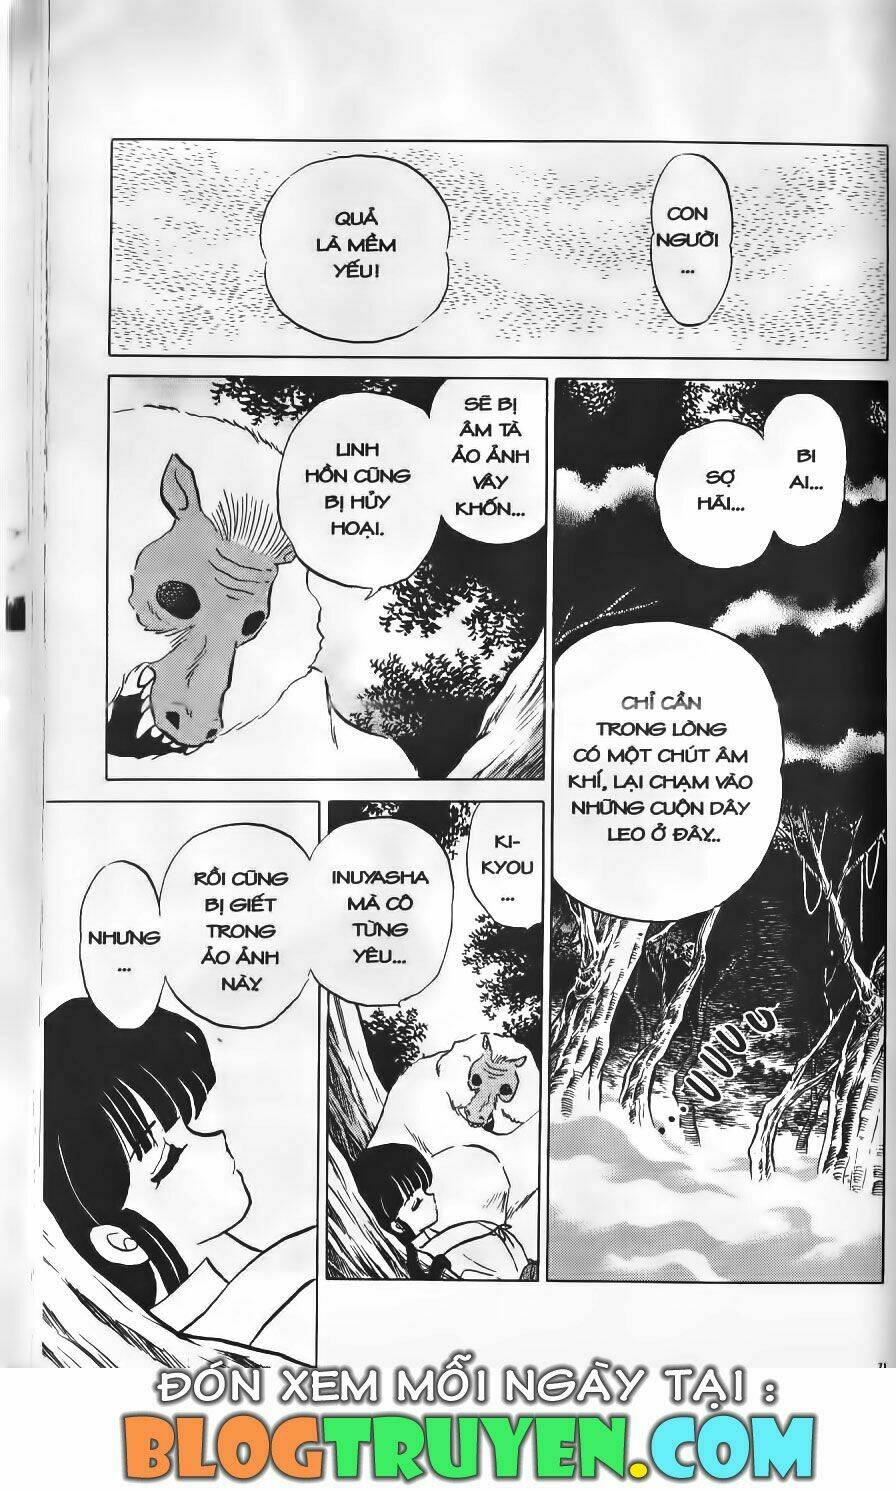 CON
NGƯỜI
...
QUẢ
LÀ MỀM
YẾU!
BI
AI...
SỢ
HÃI...
CHỈ CẦN
TRONG LÒNG
CÓ MỘT CHÚT ÂM
KHÍ, LẠI CHẠM VÀO
NHỮNG CUỘN DÂY
LEO Ở ĐÂY...
SẼ BỊ
ÂM TÀ
ẢO ẢNH
VÂY
KHỐN...
LINH
HỒN CŨNG
BỊ HỦY
HOẠI.
KI-
KYOU
...
INUYASHA
MÀ CÔ
TỪNG
YÊU...
RỒI CŨNG
BỊ GIẾT
TRONG
ẢO ẢNH
NÀY.
NHƯNG
...
ĐÓN XEM MỖI NGÀY TẠI :
BLOGTRUYEN.COM